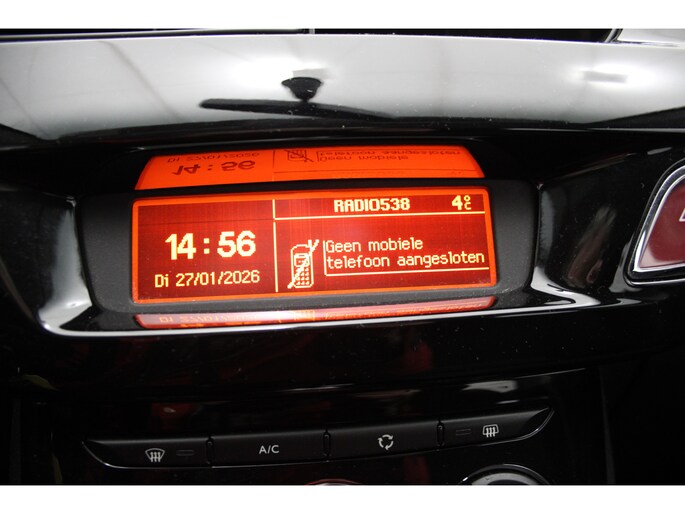 RADIO538 4°C
14:56
Di 27/01/2026
Geen mobiele
telefoon aangesloten
A/C